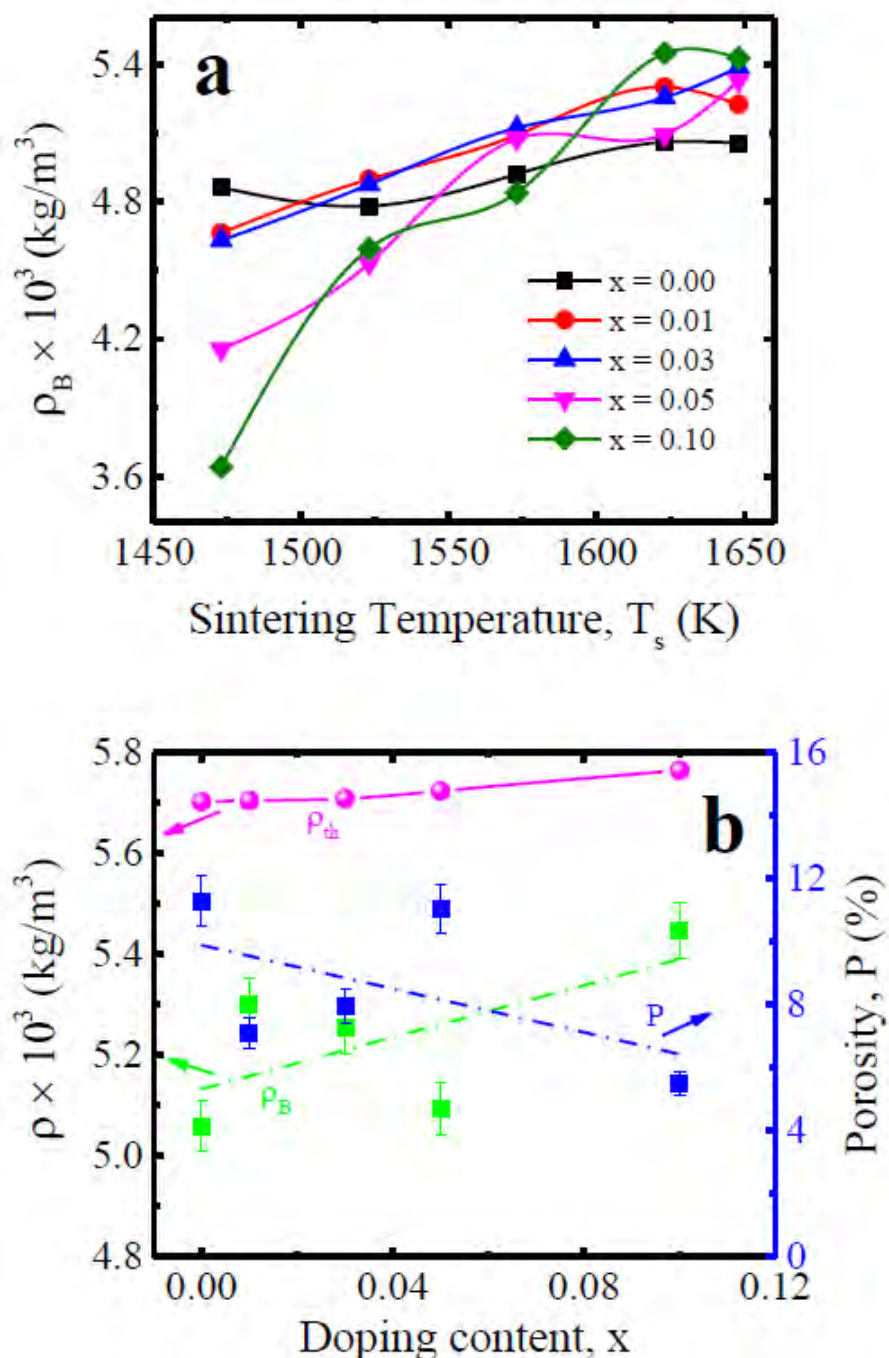 a
5.4
4.8
4.2
3.6
ρB × 10³ (kg/m³)
x = 0.00
x = 0.01
x = 0.03
x = 0.05
x = 0.10
1450 1500 1550 1600 1650
Sintering Temperature, Ts (K)
b
5.8
5.6
5.4
5.2
5.0
4.8
ρ × 10³ (kg/m³)
ρth
ρB
P
16
12
8
4
0
Porosity, P (%)
0.00 0.04 0.08 0.12
Doping content, x